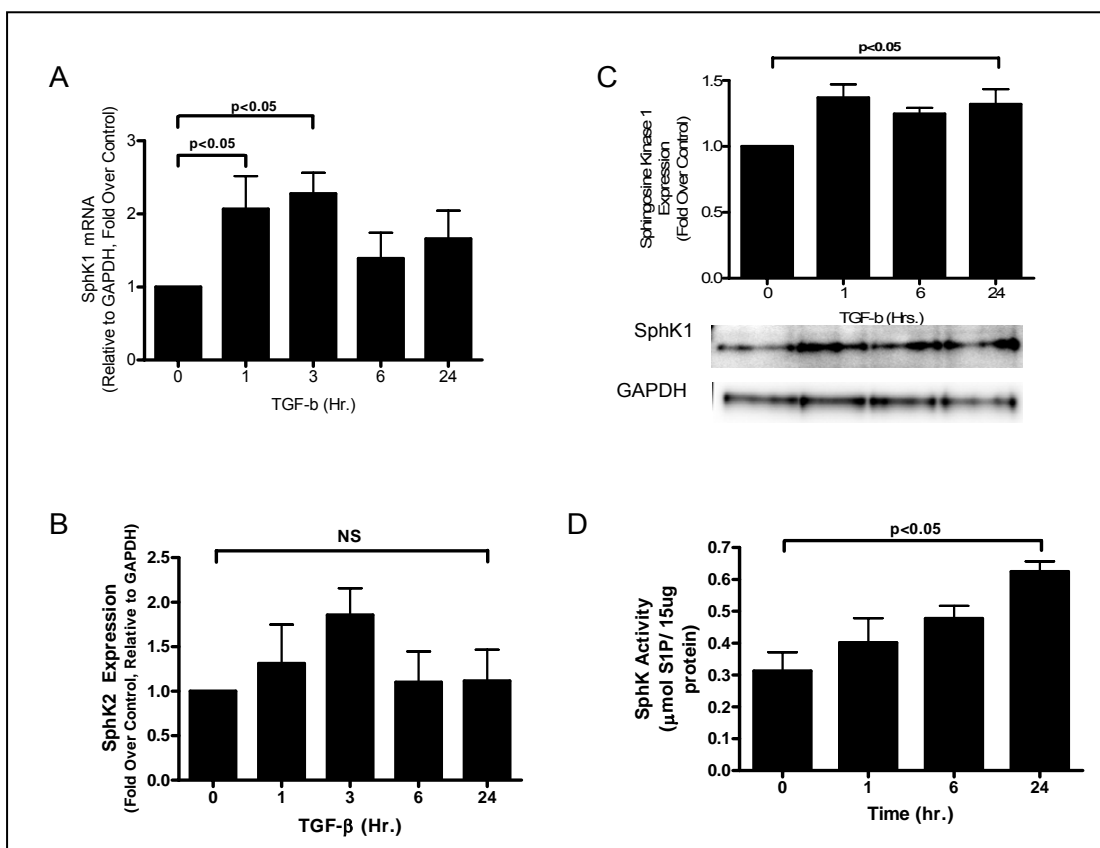 A
p<0.05
p<0.05
SphK1 mRNA
(Relative to GAPDH, Fold Over Control)
3
2
1
0
0 1 3 6 24
TGF-b (Hr.)
C
p<0.05
Sphingosine Kinase 1
Expression
(Fold Over Control)
1.5
1.0
0.5
0.0
0 1 6 24
TGF-b (Hrs.)
SphK1
GAPDH
B
NS
SphK2 Expression
(Fold Over Control, Relative to GAPDH)
2.5
2.0
1.5
1.0
0.5
0.0
0 1 3 6 24
TGF-β (Hr.)
D
p<0.05
SphK Activity
(μmol S1P/ 15ug
protein)
0.7
0.6
0.5
0.4
0.3
0.2
0.1
0.0
0 1 6 24
Time (hr.)